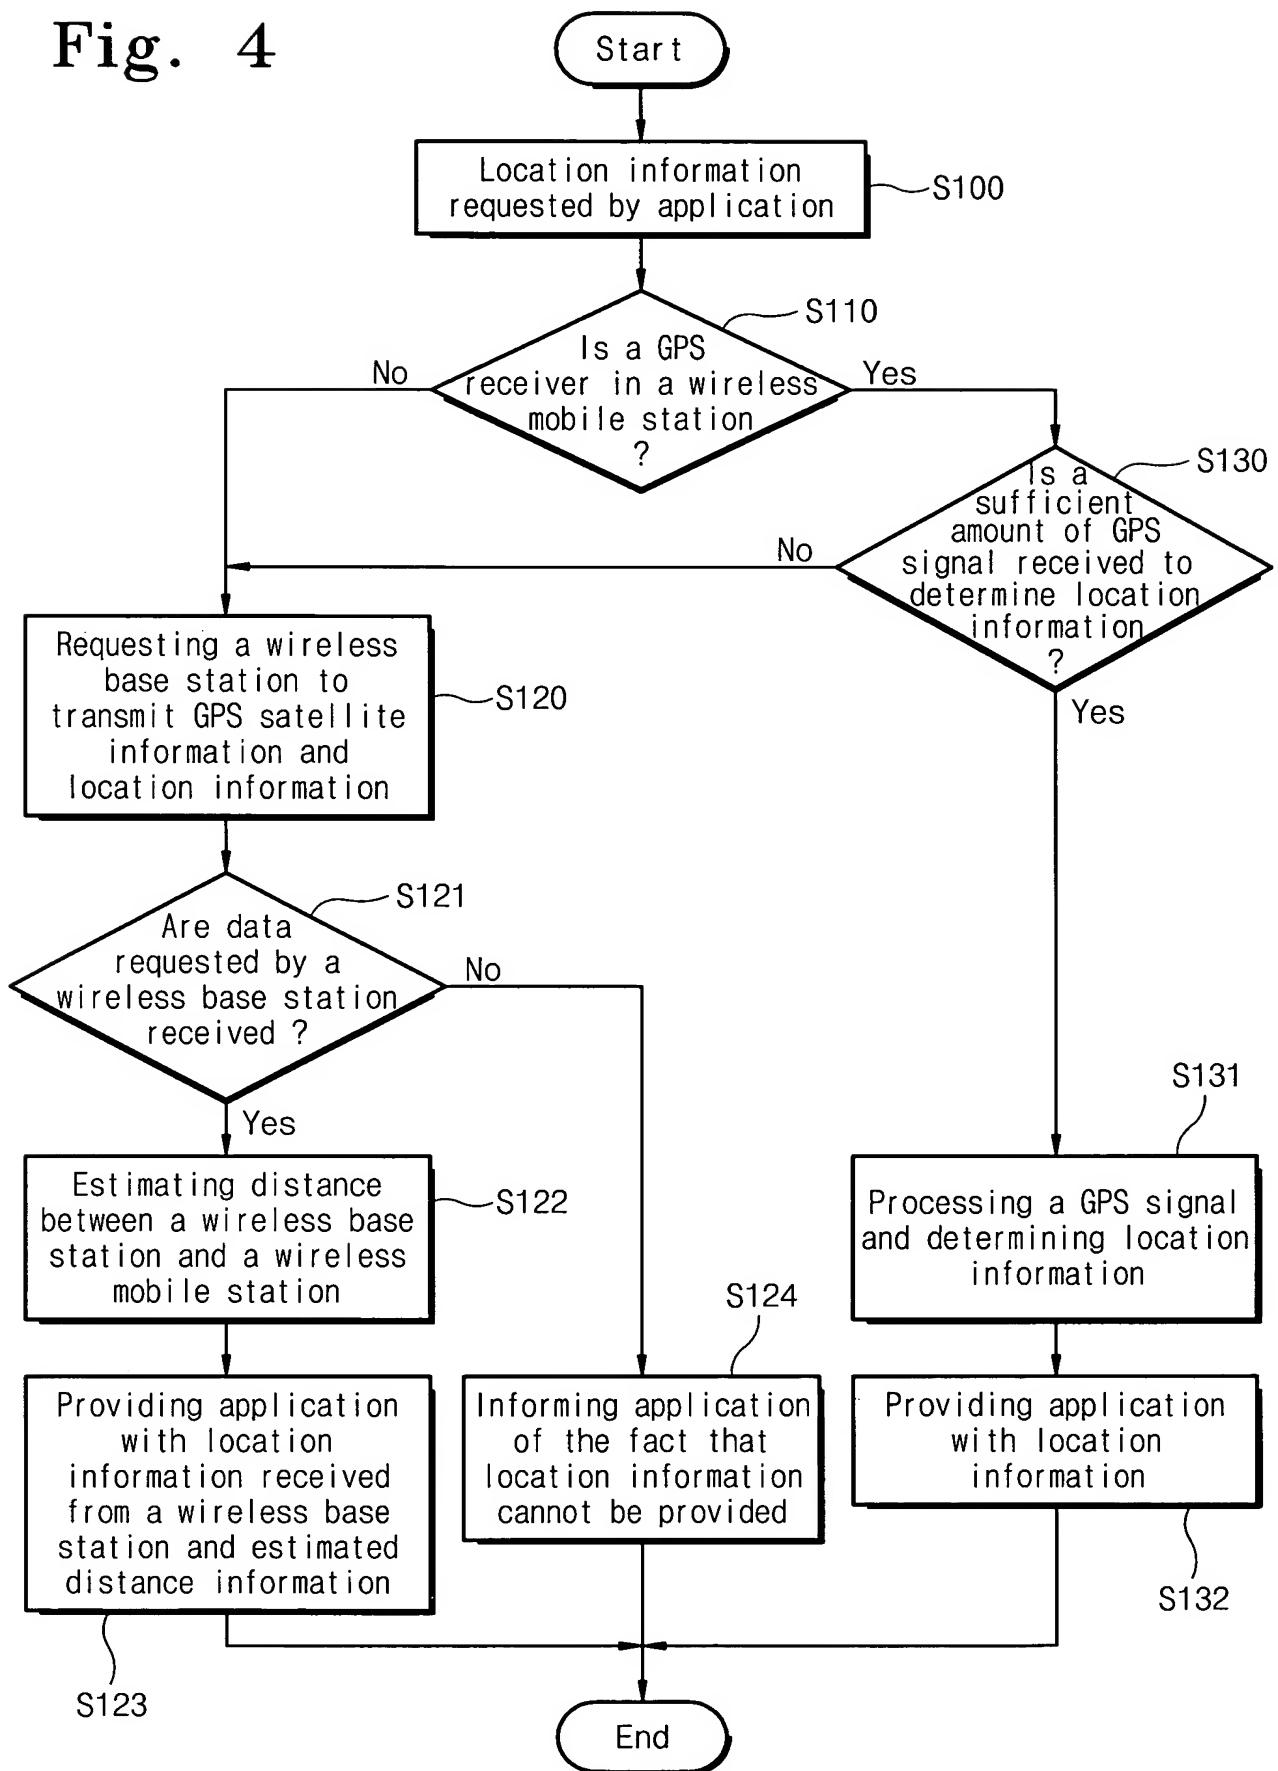 Fig. 4
Start
Location information
requested by application
S100
S110
Is a GPS
receiver in a wireless
mobile station
?
No
Yes
S130
Is a
sufficient
amount of GPS
signal received to
determine location
information
?
No
Yes
Requesting a wireless
base station to
transmit GPS satellite
information and
location information
S120
S121
Are data
requested by a
wireless base station
received ?
No
Yes
Estimating distance
between a wireless base
station and a wireless
mobile station
S122
S131
Processing a GPS signal
and determining location
information
S124
Providing application
with location
information received
from a wireless base
station and estimated
distance information
S123
Informing application
of the fact that
location information
cannot be provided
Providing application
with location
information
S132
End